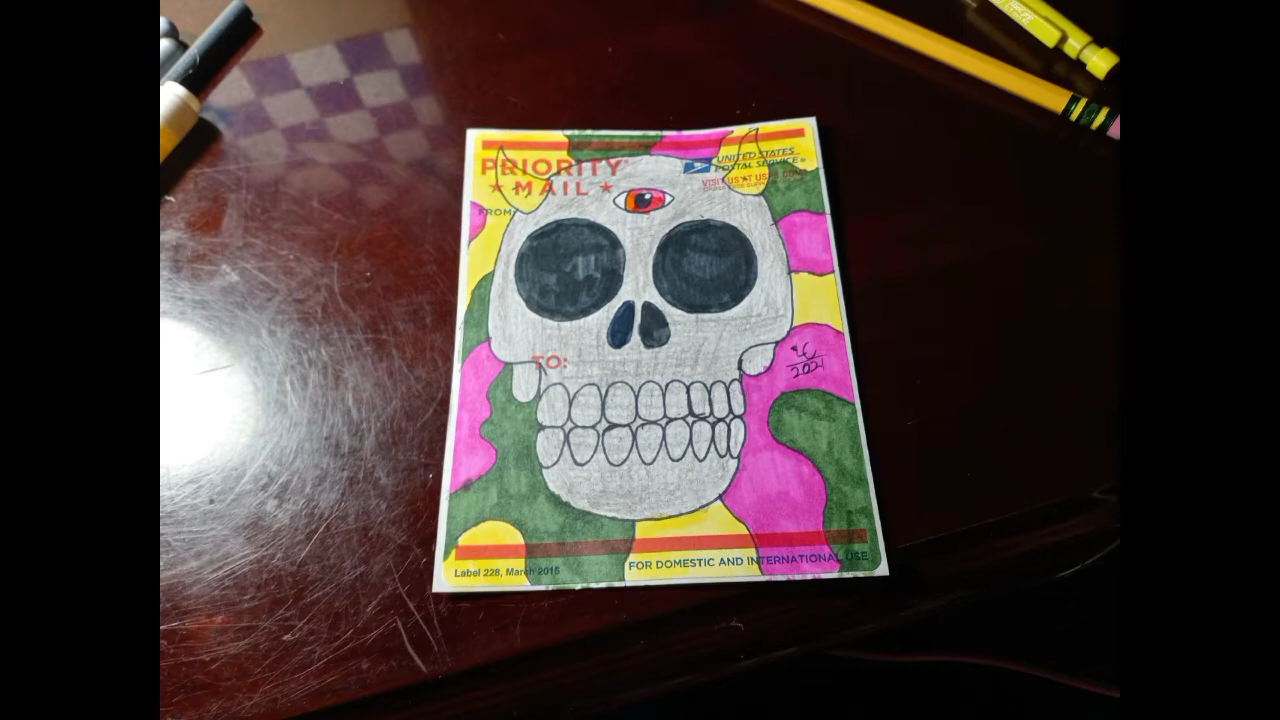 PRIORITY
★ MAIL ★
UNITED STATES
POSTAL SERVICE®
VISIT US AT USPS.COM
FROM:
TO:
2021
FOR DOMESTIC AND INTERNATIONAL USE
Label 228, March 2016